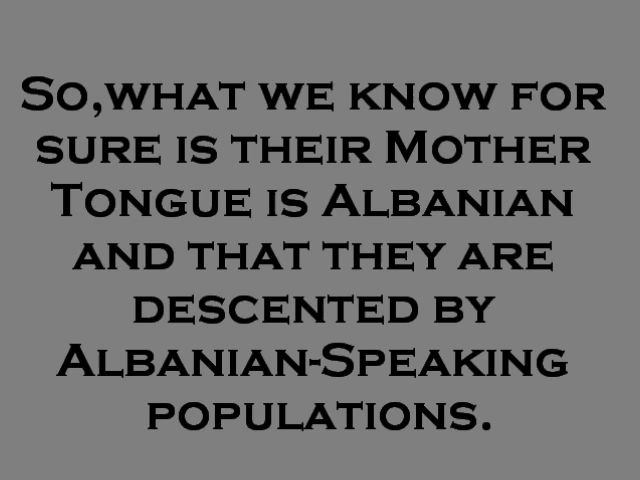 So,what we know for
sure is their Mother
Tongue is Albanian
and that they are
descented by
Albanian-Speaking
populations.